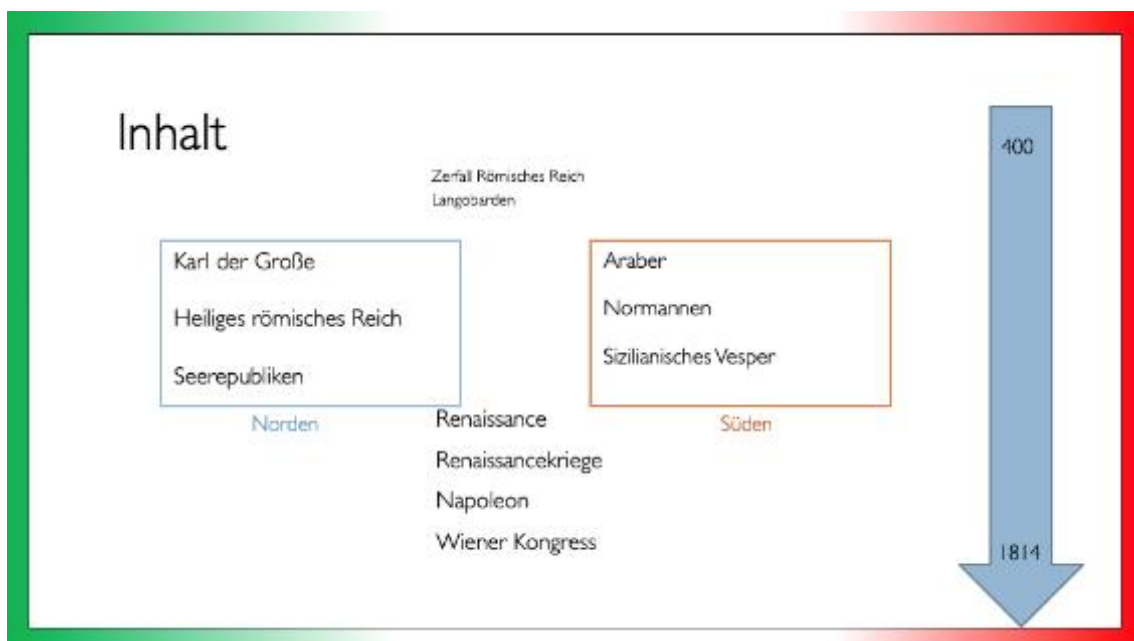 Inhalt
400
Zerfall Römisches Reich
Langobarden
Karl der Große
Heiliges römisches Reich
Seerepubliken
Norden
Araber
Normannen
Sizilianisches Vesper
Süden
Renaissance
Renaissancekriege
Napoleon
Wiener Kongress
1814